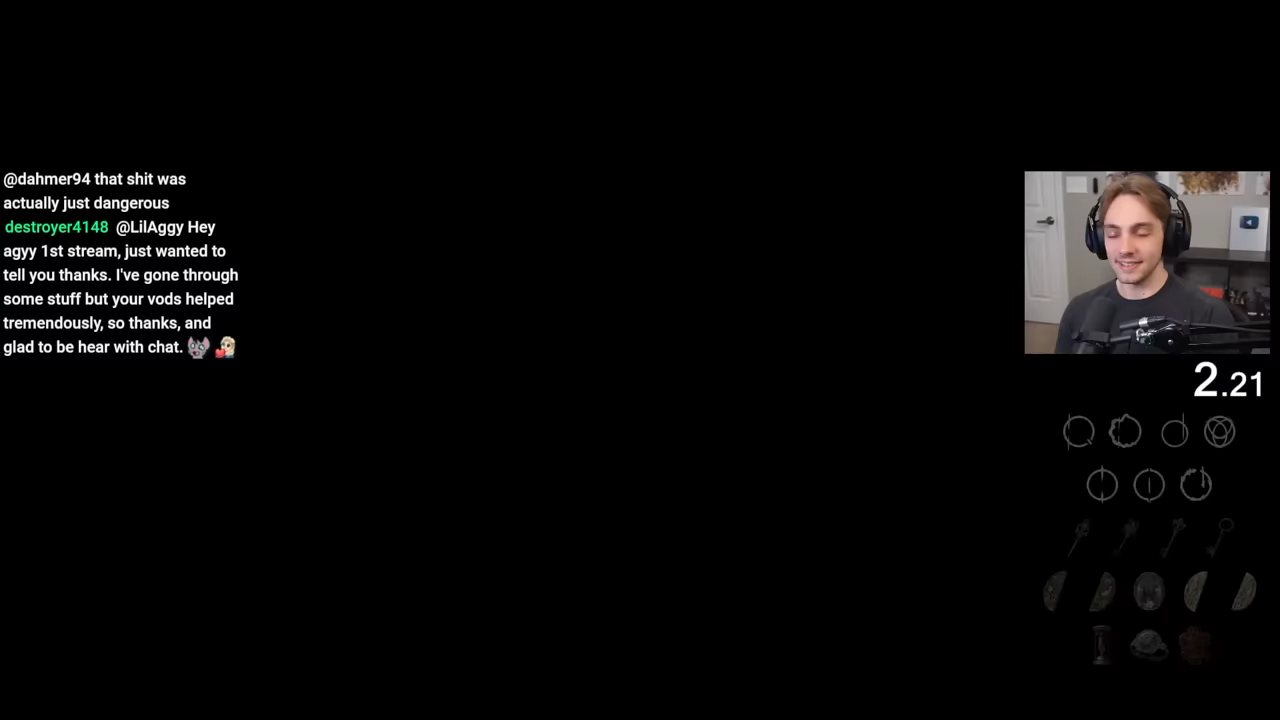 @dahmer94 that shit was
actually just dangerous
destroyer4148 @LilAggy Hey
agyy 1st stream, just wanted to
tell you thanks. I've gone through
some stuff but your vods helped
tremendously, so thanks, and
glad to be hear with chat.
2.21